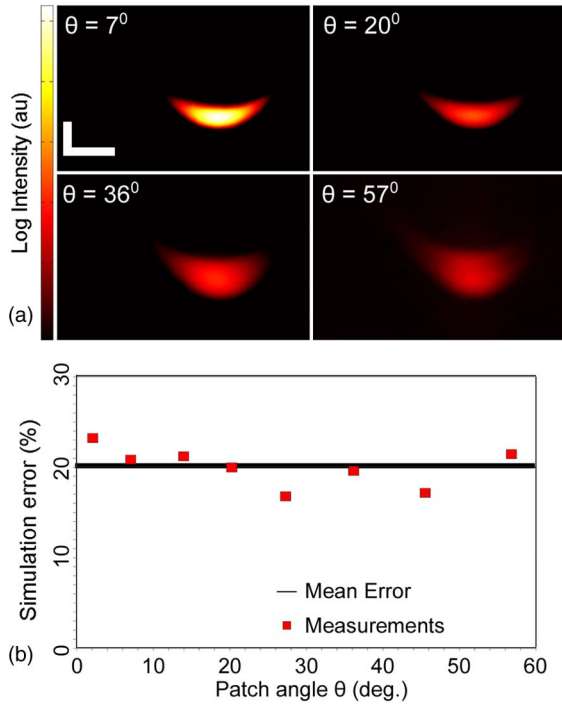 θ = 7⁰
θ = 20⁰
θ = 36⁰
θ = 57⁰
Log Intensity (au)
(a)
30
20
10
0
Simulation error (%)
Mean Error
Measurements
0 10 20 30 40 50 60
(b)
Patch angle θ (deg.)